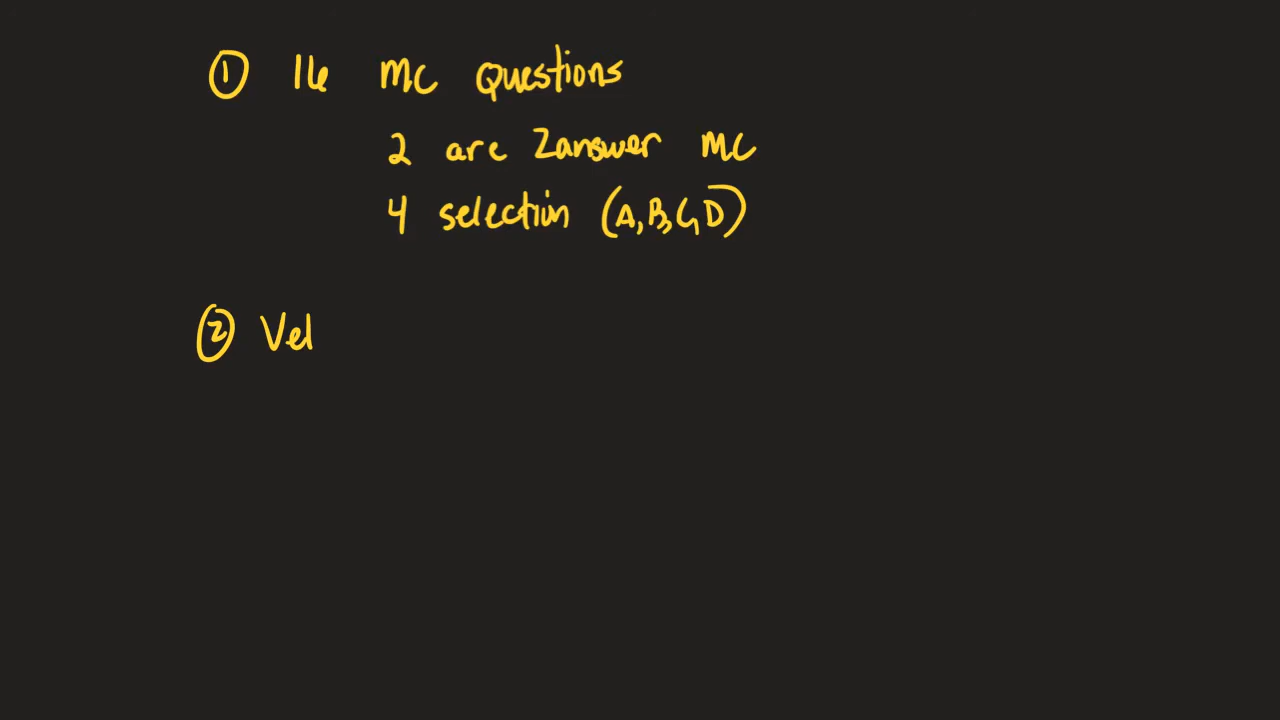 ① 16 MC Questions
2 are 2answer MC
4 selection (A,B,C,D)
② Vel